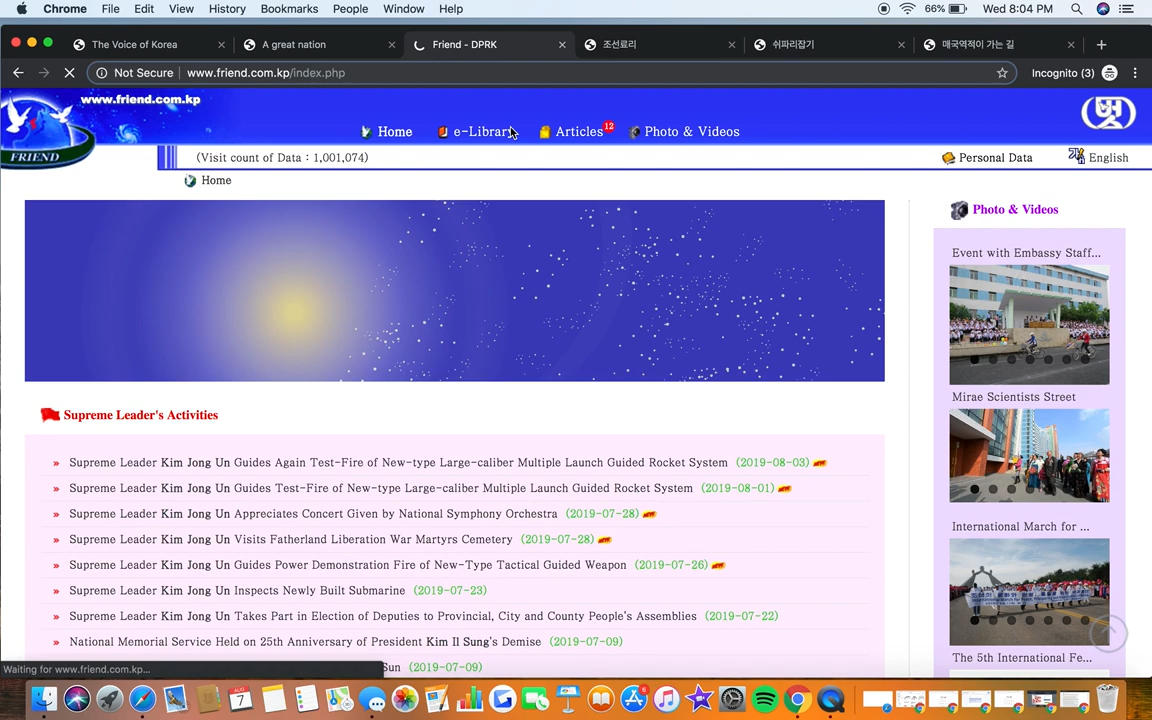 Chrome File Edit View History Bookmarks People Window Help 66% Wed 8:04 PM
The Voice of Korea A great nation Friend - DPRK 조선료리 쉬파리잡기 매국역적이 가는 길
Not Secure www.friend.com.kp/index.php Incognito (3)
www.friend.com.kp
벗
Home e-Library Articles 12 Photo & Videos
FRIEND
(Visit count of Data : 1,001,074) Personal Data English
Home
Photo & Videos
Event with Embassy Staff...
Mirae Scientists Street
International March for ...
The 5th International Fe...
Supreme Leader's Activities
» Supreme Leader Kim Jong Un Guides Again Test-Fire of New-type Large-caliber Multiple Launch Guided Rocket System (2019-08-03)
» Supreme Leader Kim Jong Un Guides Test-Fire of New-type Large-caliber Multiple Launch Guided Rocket System (2019-08-01)
» Supreme Leader Kim Jong Un Appreciates Concert Given by National Symphony Orchestra (2019-07-28)
» Supreme Leader Kim Jong Un Visits Fatherland Liberation War Martyrs Cemetery (2019-07-28)
» Supreme Leader Kim Jong Un Guides Power Demonstration Fire of New-Type Tactical Guided Weapon (2019-07-26)
» Supreme Leader Kim Jong Un Inspects Newly Built Submarine (2019-07-23)
» Supreme Leader Kim Jong Un Takes Part in Election of Deputies to Provincial, City and County People's Assemblies (2019-07-22)
» National Memorial Service Held on 25th Anniversary of President Kim Il Sung's Demise (2019-07-09)
Sun (2019-07-09)
Waiting for www.friend.com.kp...
AUG
7